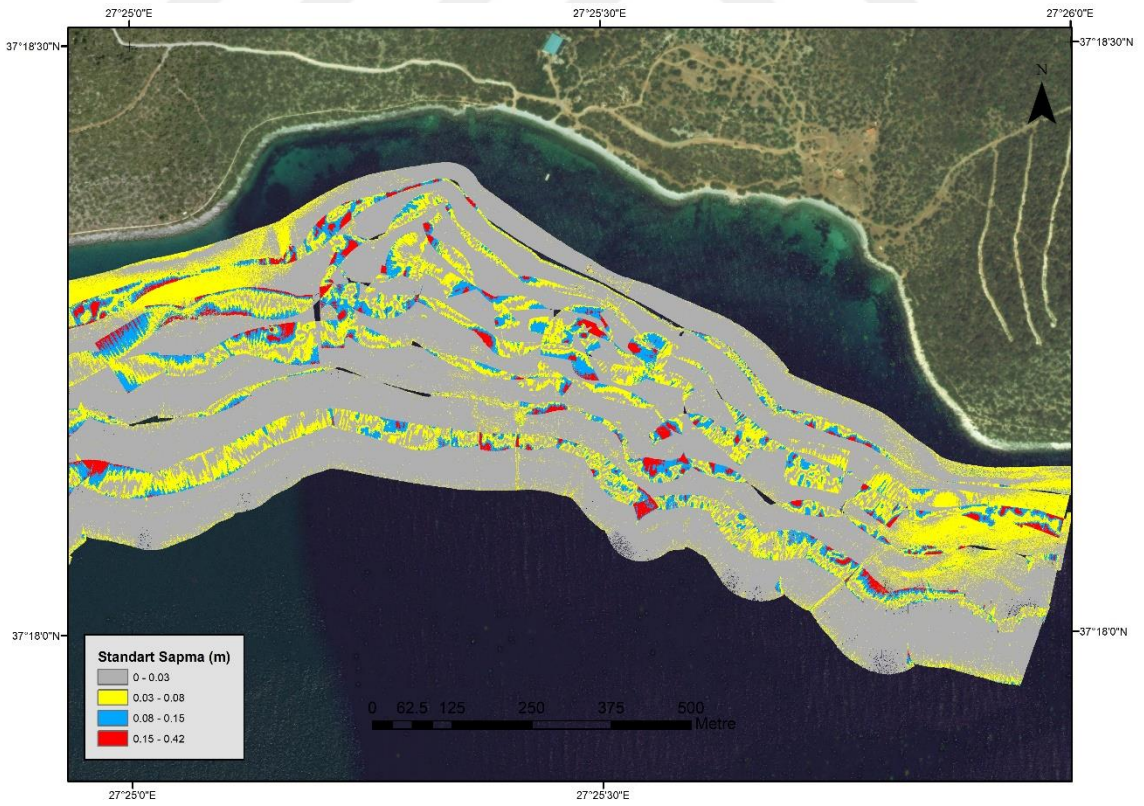 27°25'0"E
27°25'30"E
27°26'0"E
37°18'30"N
37°18'30"N
N
37°18'0"N
37°18'0"N
Standart Sapma (m)
0 - 0.03
0.03 - 0.08
0.08 - 0.15
0.15 - 0.42
0 62.5 125 250 375 500
Metre
27°25'0"E
27°25'30"E